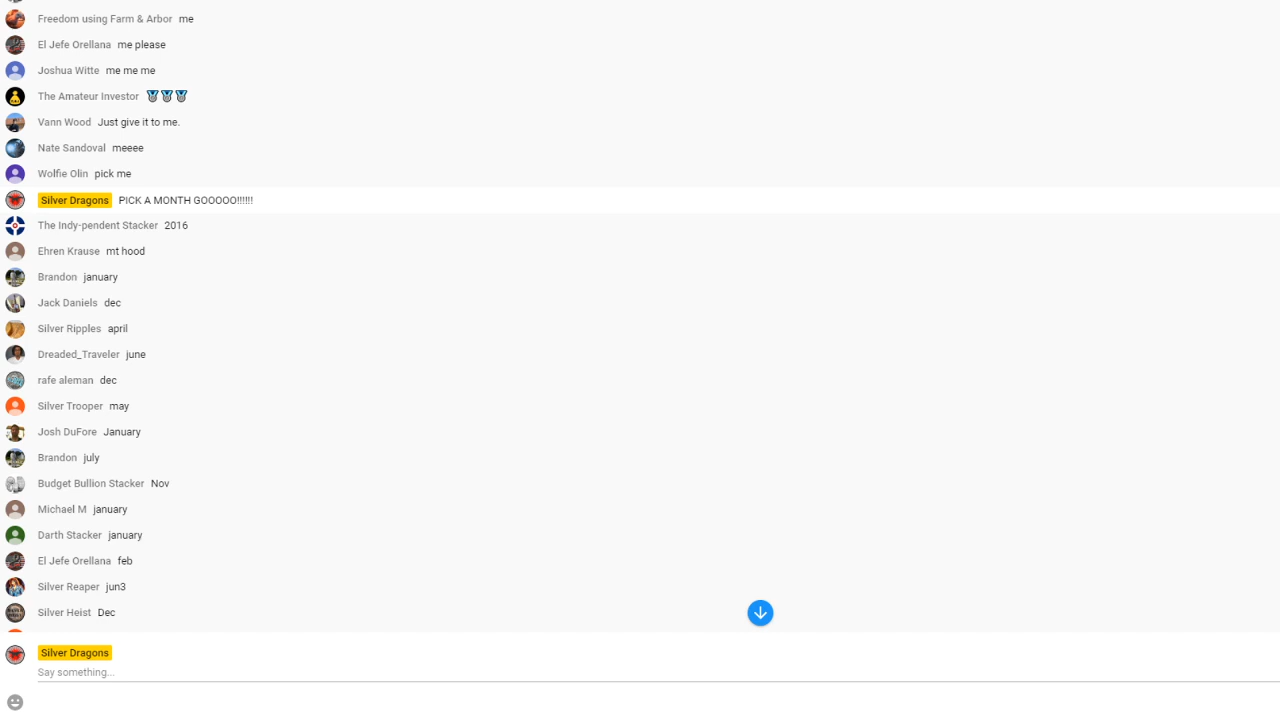 Freedom using Farm & Arbor me
El Jefe Orellana me please
Joshua Witte me me me
The Amateur Investor
Vann Wood Just give it to me.
Nate Sandoval meeee
Wolfie Olin pick me
Silver Dragons PICK A MONTH GOOOOO!!!!!!
The Indy-pendent Stacker 2016
Ehren Krause mt hood
Brandon january
Jack Daniels dec
Silver Ripples april
Dreaded_Traveler june
rafe aleman dec
Silver Trooper may
Josh DuFore January
Brandon july
Budget Bullion Stacker Nov
Michael M january
Darth Stacker january
El Jefe Orellana feb
Silver Reaper jun3
Silver Heist Dec
Silver Dragons
Say something...